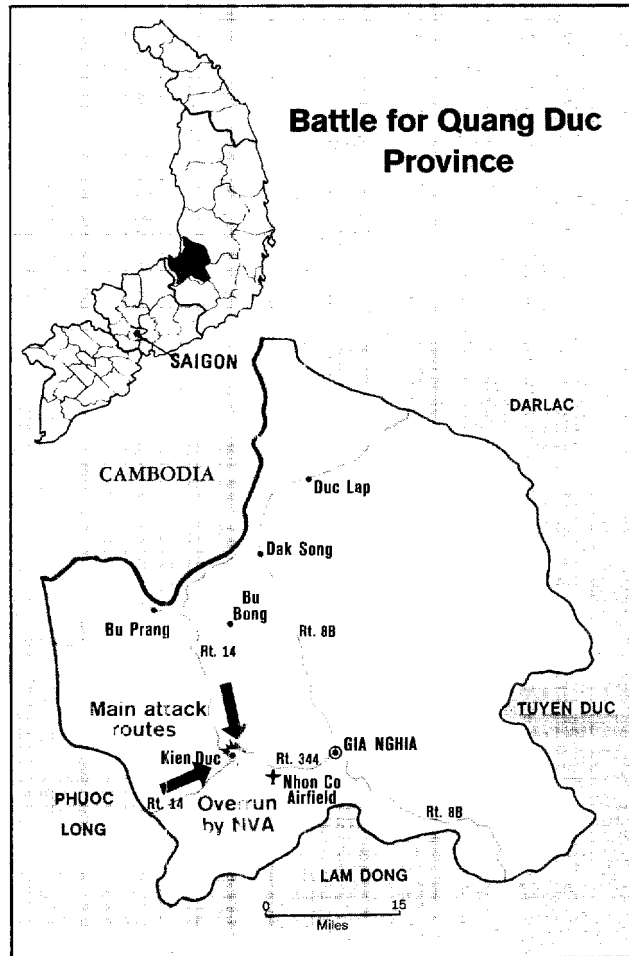 Battle for Quang Duc
Province
SAIGON
DARLAC
CAMBODIA
Duc Lap
Dak Song
Bu
Bong
Bu Prang
Rt. 8B
Rt. 14
Main attack
routes
TUYEN DUC
GIA NGHIA
Kien Duc
Rt. 344
Nhon Co
Airfield
PHUOC
LONG
Rt. 14
Overrun
by NVA
Rt. 8B
LAM DONG
0 15
Miles